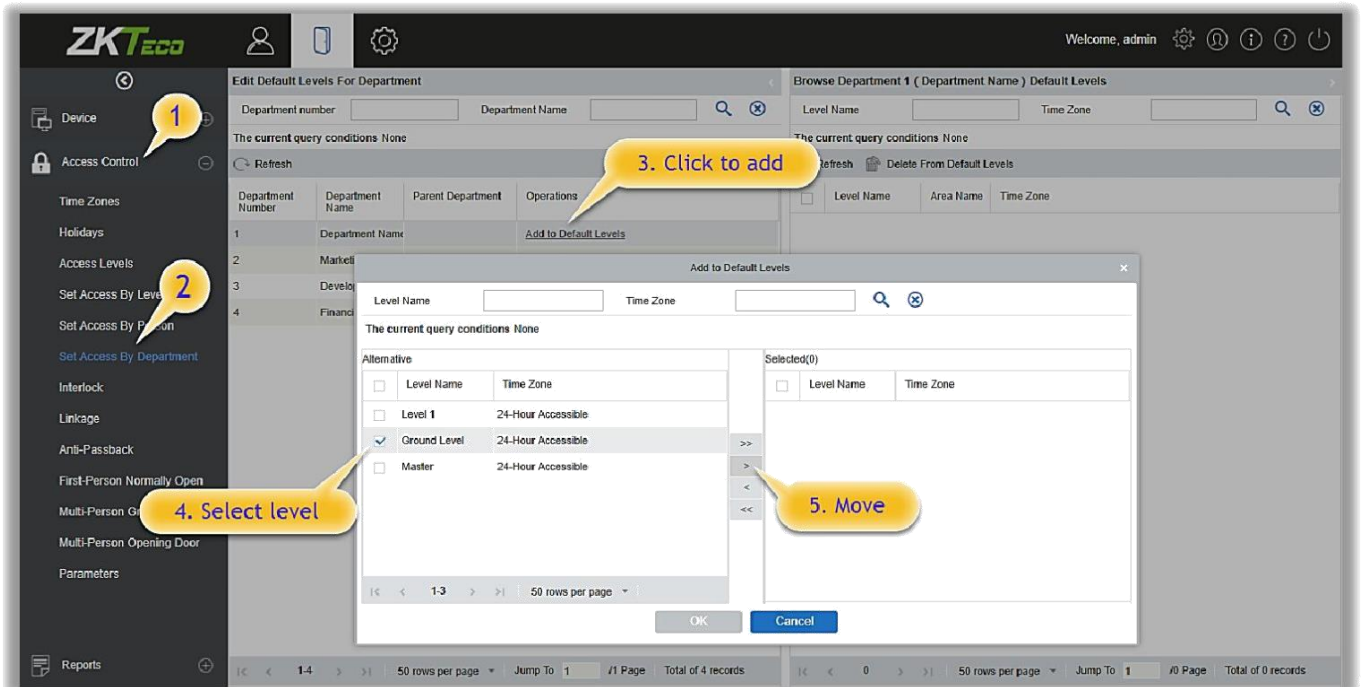 ZKTeco
Welcome, admin
Edit Default Levels For Department
Browse Department 1 ( Department Name ) Default Levels
Device
1
Department number
Department Name
Level Name
Time Zone
The current query conditions None
The current query conditions None
Access Control
Refresh
3. Click to add
Refresh
Delete From Default Levels
Time Zones
Department Number
Department Name
Parent Department
Operations
Level Name
Area Name
Time Zone
Holidays
1
Department Name
Add to Default Levels
Access Levels
2
2
Add to Default Levels
Set Access By Leve
3
Develo
Level Name
Time Zone
Set Access By
4
Financi
The current query conditions None
Set Access By Department
Alternative
Selected(0)
Interlock
Level Name
Time Zone
Level Name
Time Zone
Linkage
Level 1
24-Hour Accessible
Anti-Passback
Ground Level
24-Hour Accessible
>>
First-Person Normally Open
Master
24-Hour Accessible
>
<
Multi-Person
4. Select level
5. Move
<<
Multi-Person Opening Door
Parameters
1-3
50 rows per page
OK
Cancel
Reports
1-4
50 rows per page
Jump To 1 /1 Page
Total of 4 records
0
50 rows per page
Jump To 1 /0 Page
Total of 0 records